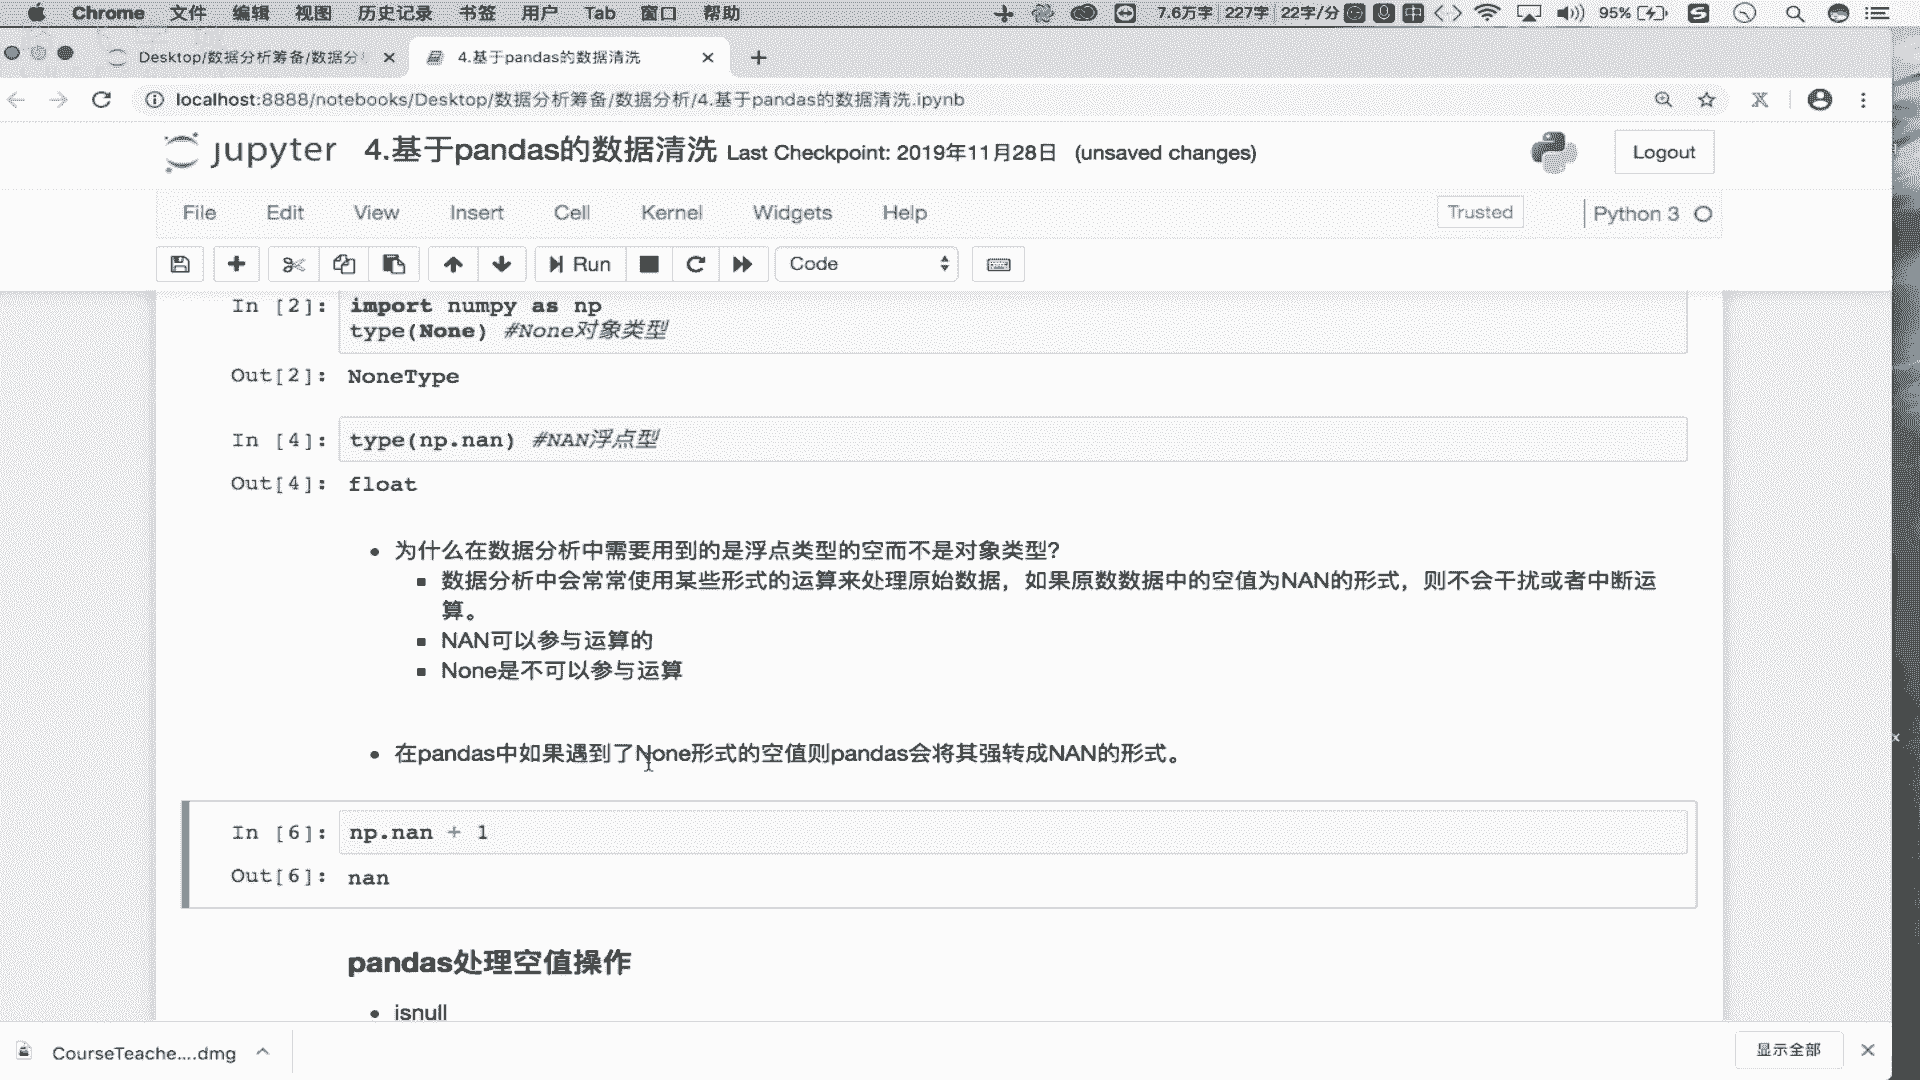 Chrome 文件 编辑 视图 历史记录 书签 用户 Tab 窗口 帮助 7.6万字 227字 22字/分 中 95%
Desktop/数据分析筹备/数据分 4.基于pandas的数据清洗
localhost:8888/notebooks/Desktop/数据分析筹备/数据分析/4.基于pandas的数据清洗.ipynb
jupyter 4.基于pandas的数据清洗 Last Checkpoint: 2019年11月28日 (unsaved changes) Logout
File Edit View Insert Cell Kernel Widgets Help Trusted Python 3
Run Code
In [2]: import numpy as np
type(None) #None对象类型
Out[2]: NoneType
In [4]: type(np.nan) #NAN浮点型
Out[4]: float
为什么在数据分析中需要用到的是浮点类型的空而不是对象类型?
数据分析中会常常使用某些形式的运算来处理原始数据，如果原数数据中的空值为NAN的形式，则不会干扰或者中断运
算。
NAN可以参与运算的
None是不可以参与运算
在pandas中如果遇到了None形式的空值则pandas会将其强转成NAN的形式。
In [6]: np.nan + 1
Out[6]: nan
pandas处理空值操作
isnull
CourseTeache....dmg 显示全部